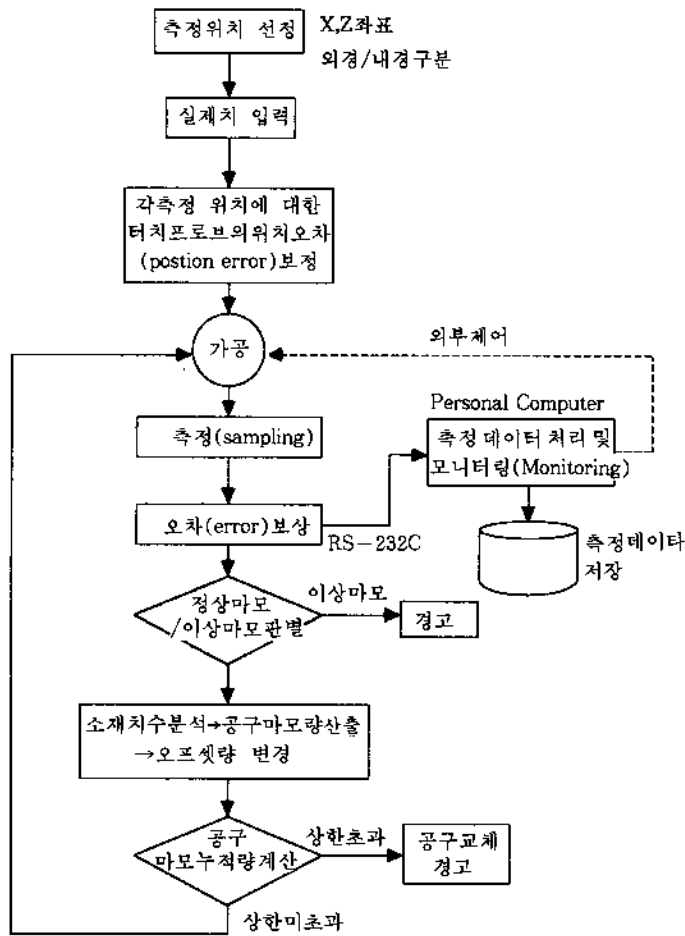 측정위치 선정
X,Z좌표
외경/내경구분
실제치 입력
각측정 위치에 대한
터치프로브의위치오차
(postion error)보정
가공
외부제어
측정(sampling)
Personal Computer
측정 데이터 처리 및
모니터링(Monitoring)
오차(error)보상
RS-232C
측정데이타
저장
정상마모
/이상마모판별
이상마모
경고
소재치수분석→공구마모량산출
→오프셋량 변경
공구
마모누적량계산
상한초과
공구교체
경고
상한미초과